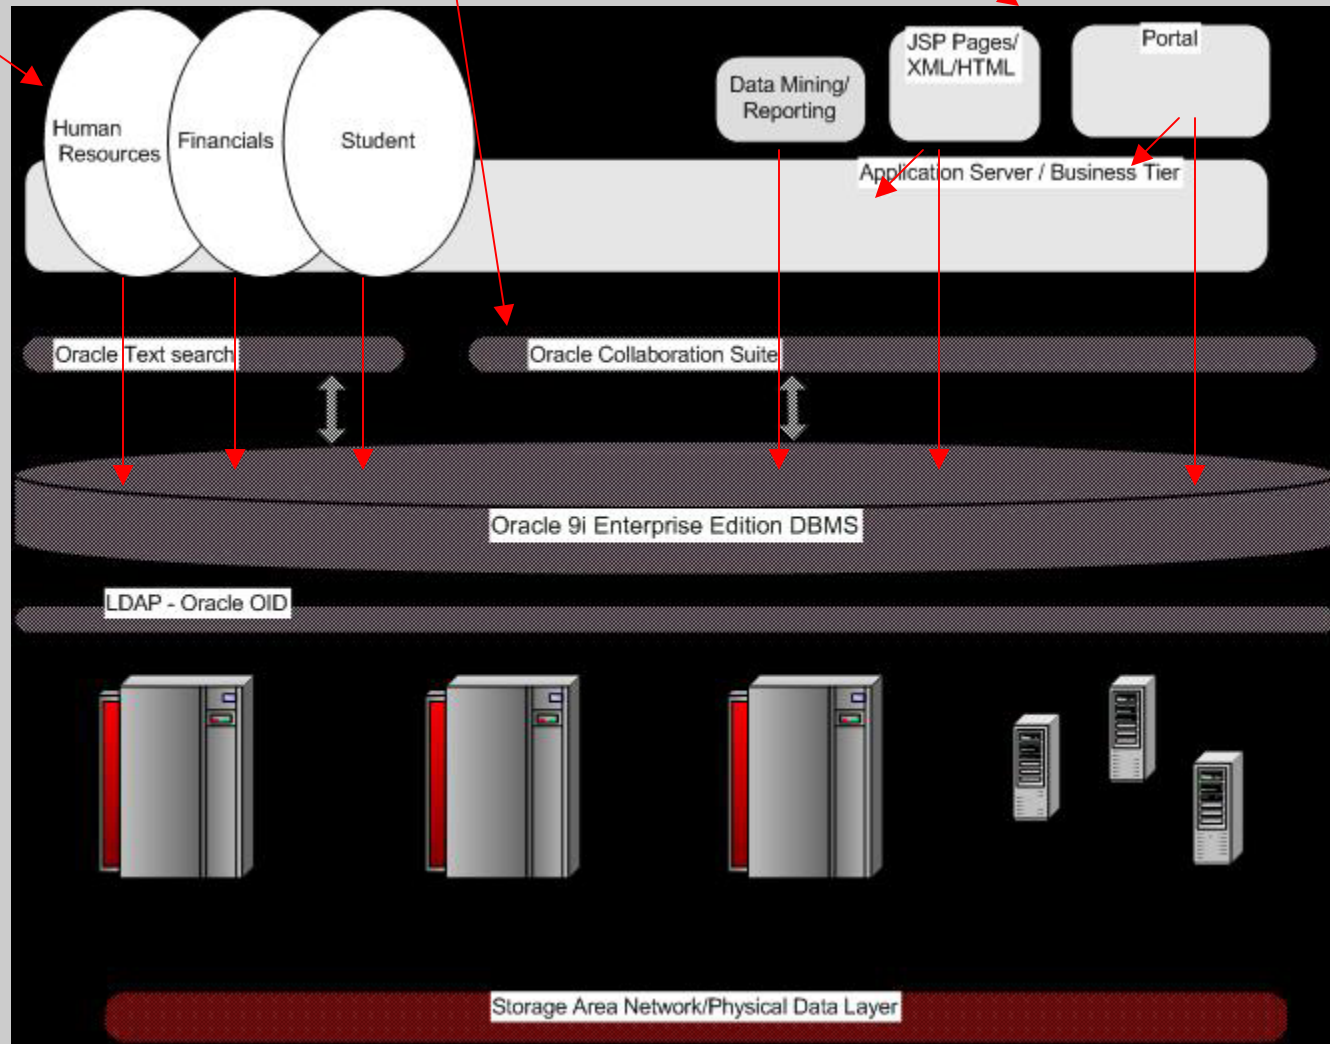 JSP Pages/
XML/HTML
Portal
Data Mining/
Reporting
Human
Resources
Financials
Student
Application Server / Business Tier
Oracle Text search
Oracle Collaboration Suite
Oracle 9i Enterprise Edition DBMS
LDAP - Oracle OID
Storage Area Network/Physical Data Layer